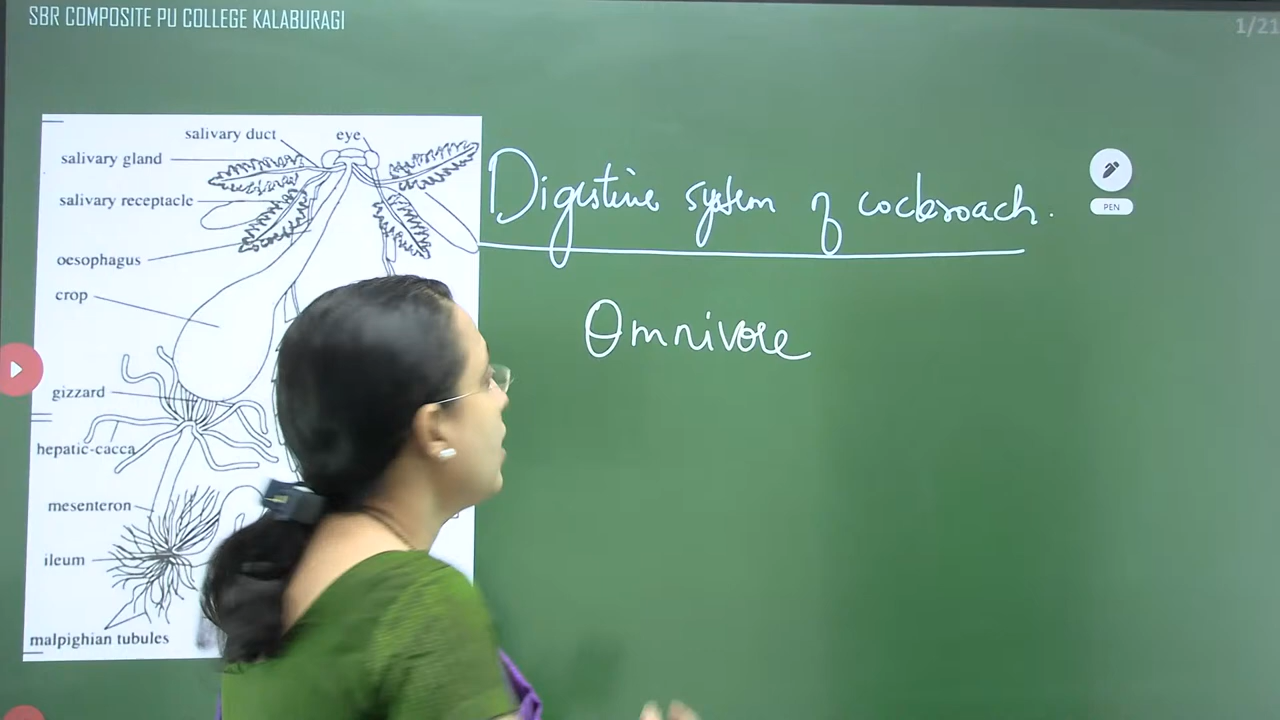 SBR COMPOSITE PU COLLEGE KALABURAGI
1/21
salivary duct
eye
salivary gland
salivary receptacle
oesophagus
crop
gizzard
hepatic-cacca
mesenteron
ileum
malpighian tubules
Digestive system of cockroach.
Omnivore
PEN